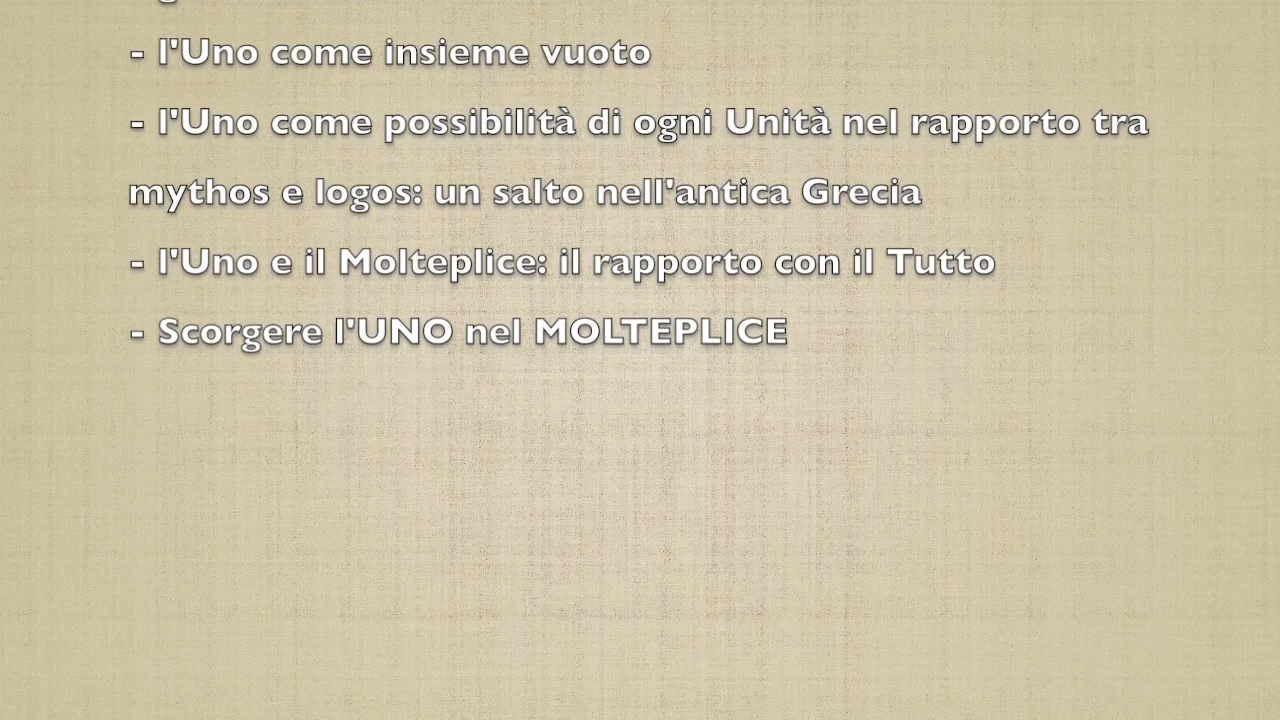 - l'Uno come insieme vuoto
- l'Uno come possibilità di ogni Unità nel rapporto tra
mythos e logos: un salto nell'antica Grecia
- l'Uno e il Molteplice: il rapporto con il Tutto
- Scorgere l'UNO nel MOLTEPLICE